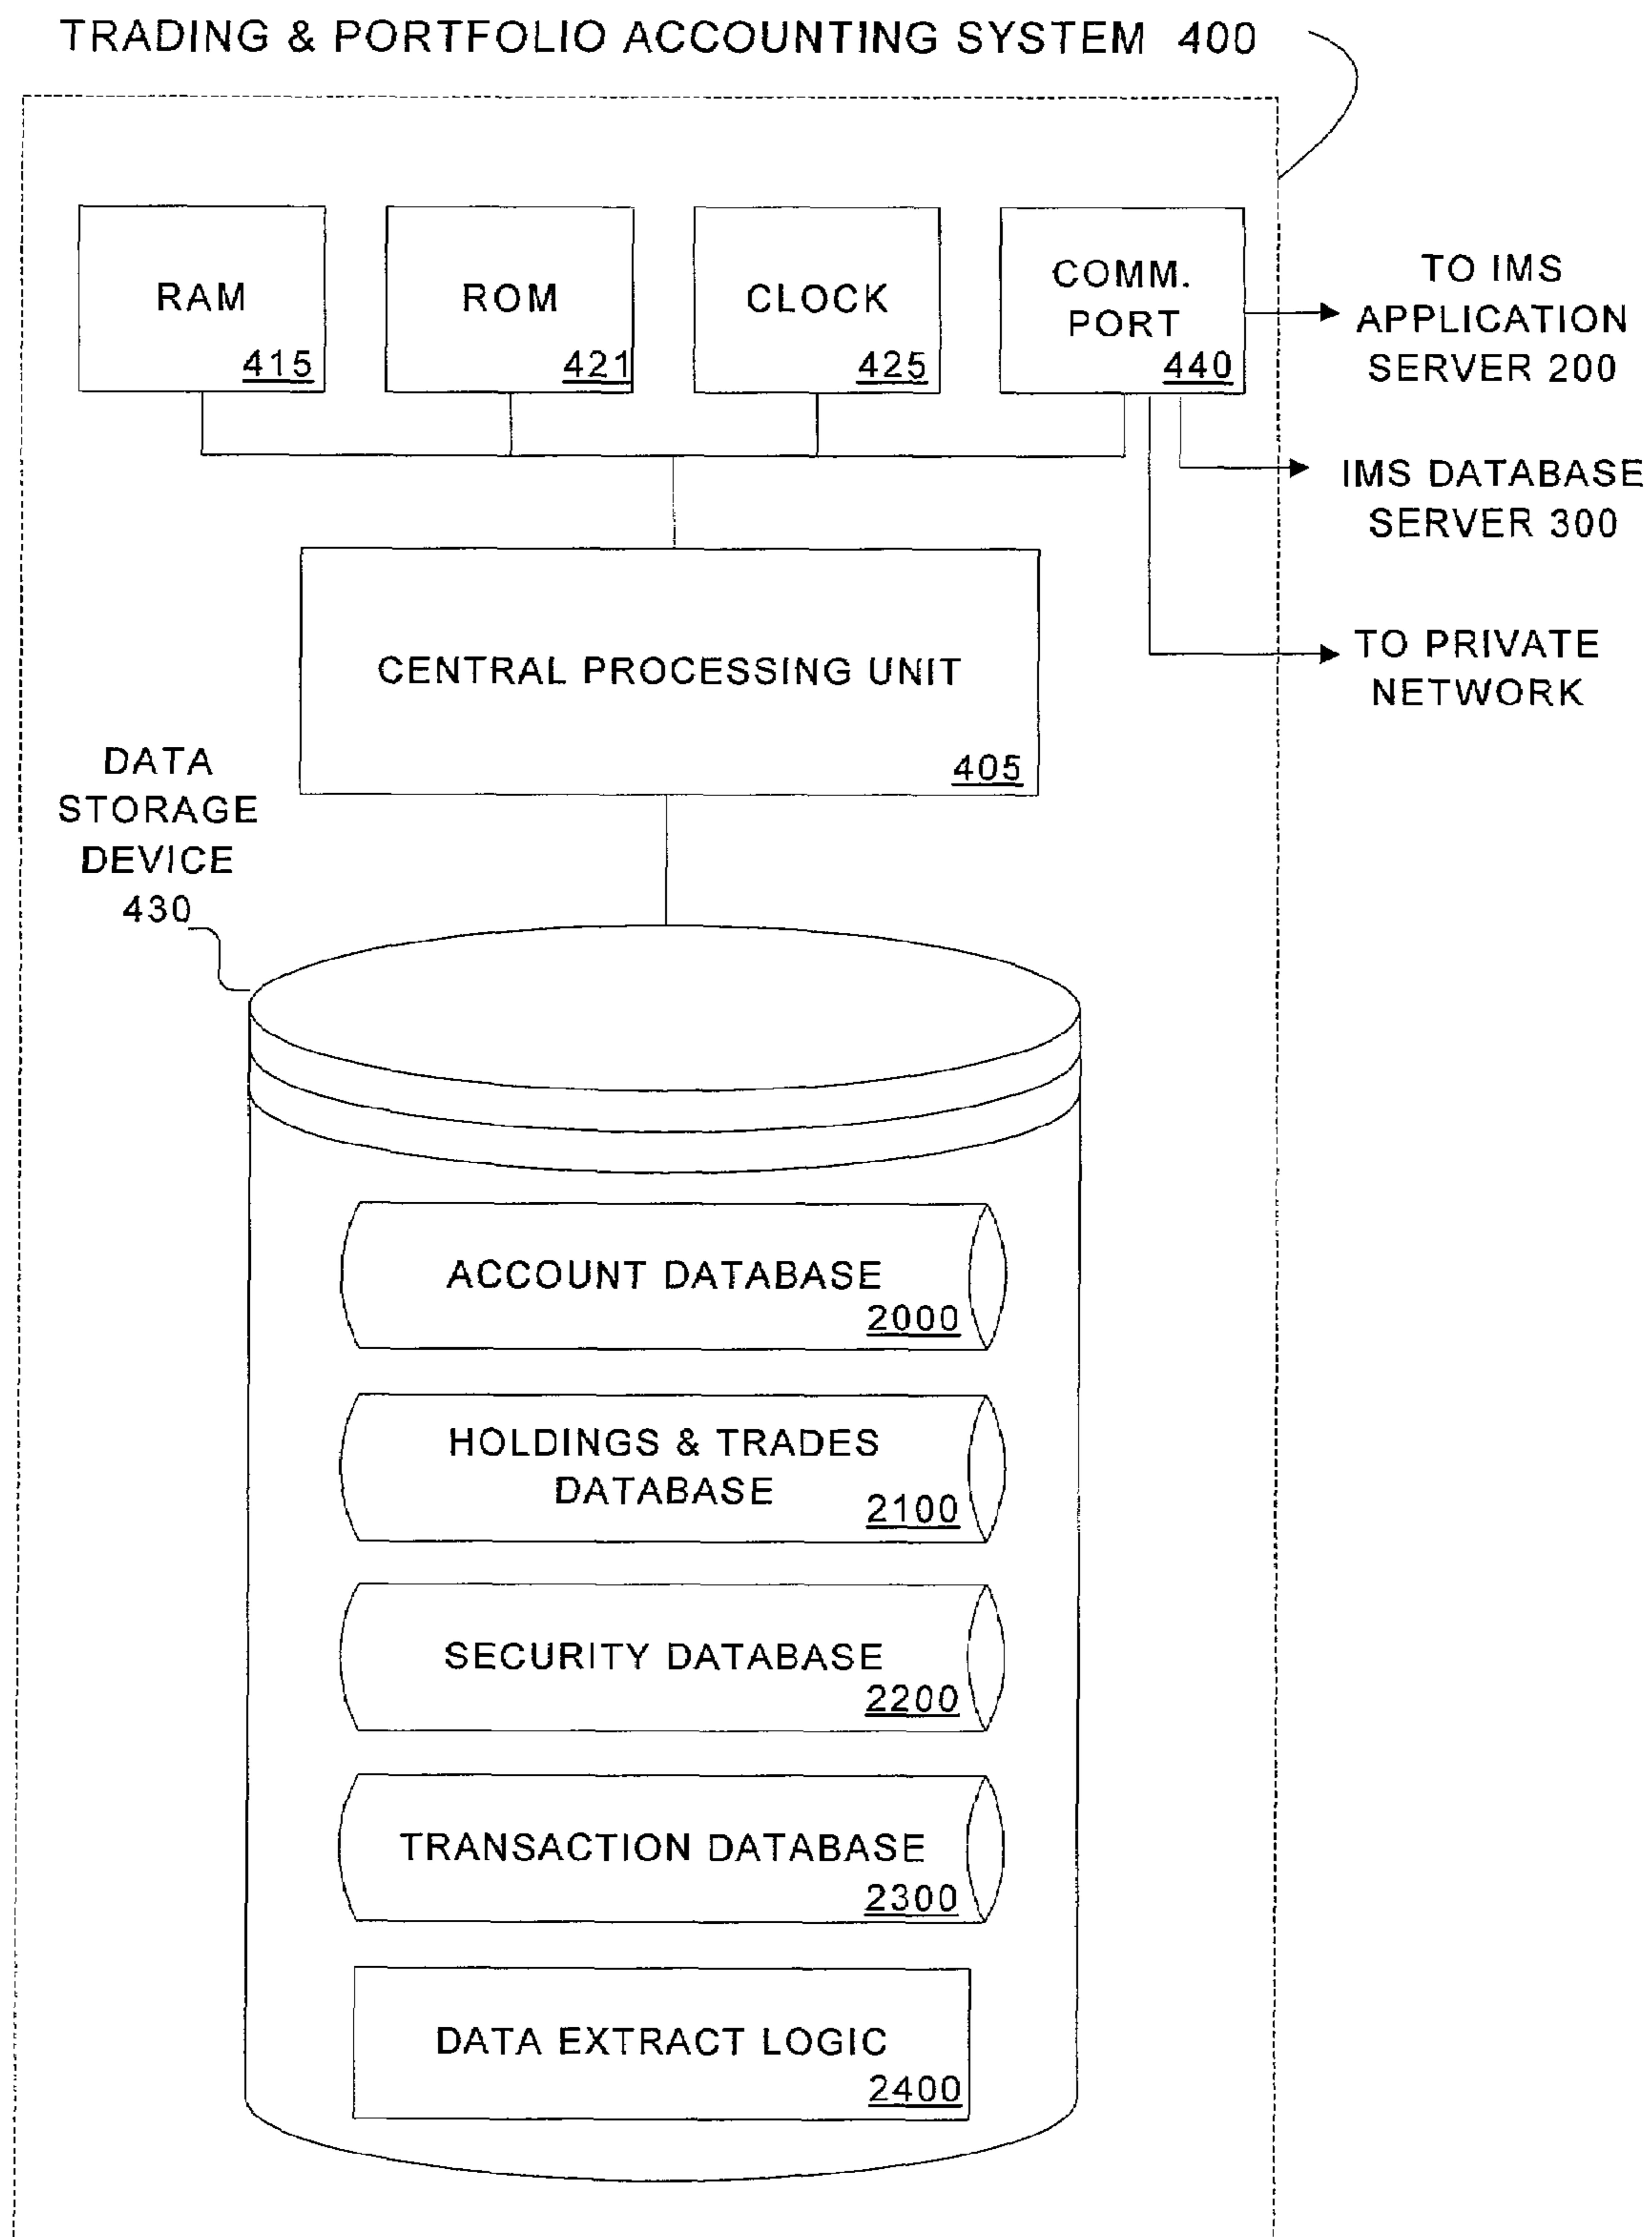 TRADING & PORTFOLIO ACCOUNTING SYSTEM 400
RAM
415
ROM
421
CLOCK
425
COMM.
PORT
440
TO IMS
APPLICATION
SERVER 200
IMS DATABASE
SERVER 300
TO PRIVATE
NETWORK
CENTRAL PROCESSING UNIT
405
DATA
STORAGE
DEVICE
430
ACCOUNT DATABASE
2000
HOLDINGS & TRADES
DATABASE
2100
SECURITY DATABASE
2200
TRANSACTION DATABASE
2300
DATA EXTRACT LOGIC
2400